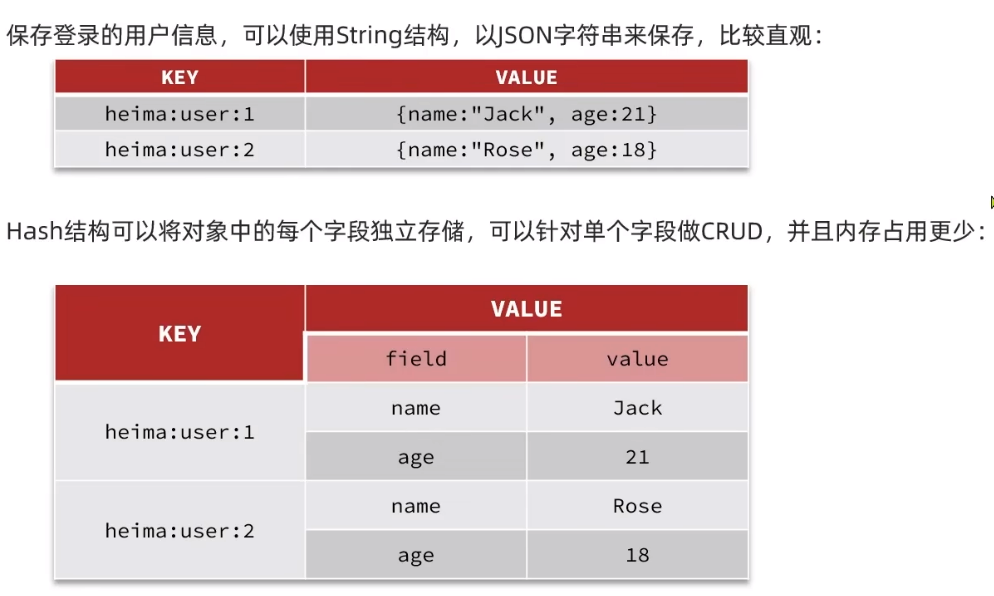 保存登录的用户信息，可以使用String结构，以JSON字符串来保存，比较直观：
KEY VALUE
heima:user:1 {name:"Jack", age:21}
heima:user:2 {name:"Rose", age:18}
Hash结构可以将对象中的每个字段独立存储，可以针对单个字段做CRUD，并且内存占用更少：
KEY VALUE
field value
heima:user:1 name Jack
age 21
heima:user:2 name Rose
age 18